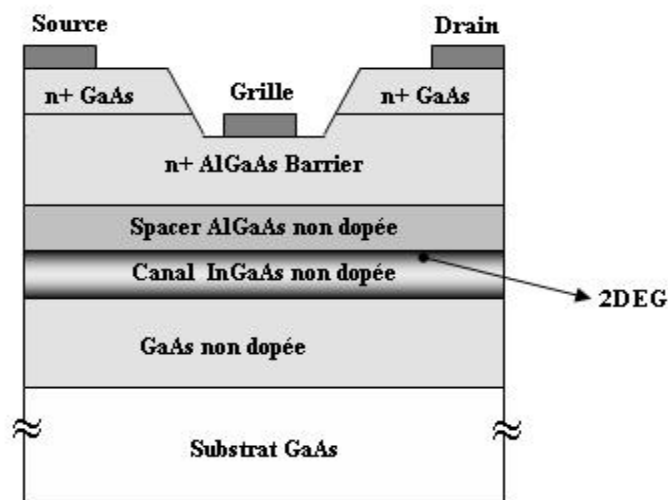 Source
Drain
n+ GaAs
Grille
n+ GaAs
n+ AlGaAs Barrier
Spacer AlGaAs non dopée
Canal InGaAs non dopée
2DEG
GaAs non dopée
Substrat GaAs